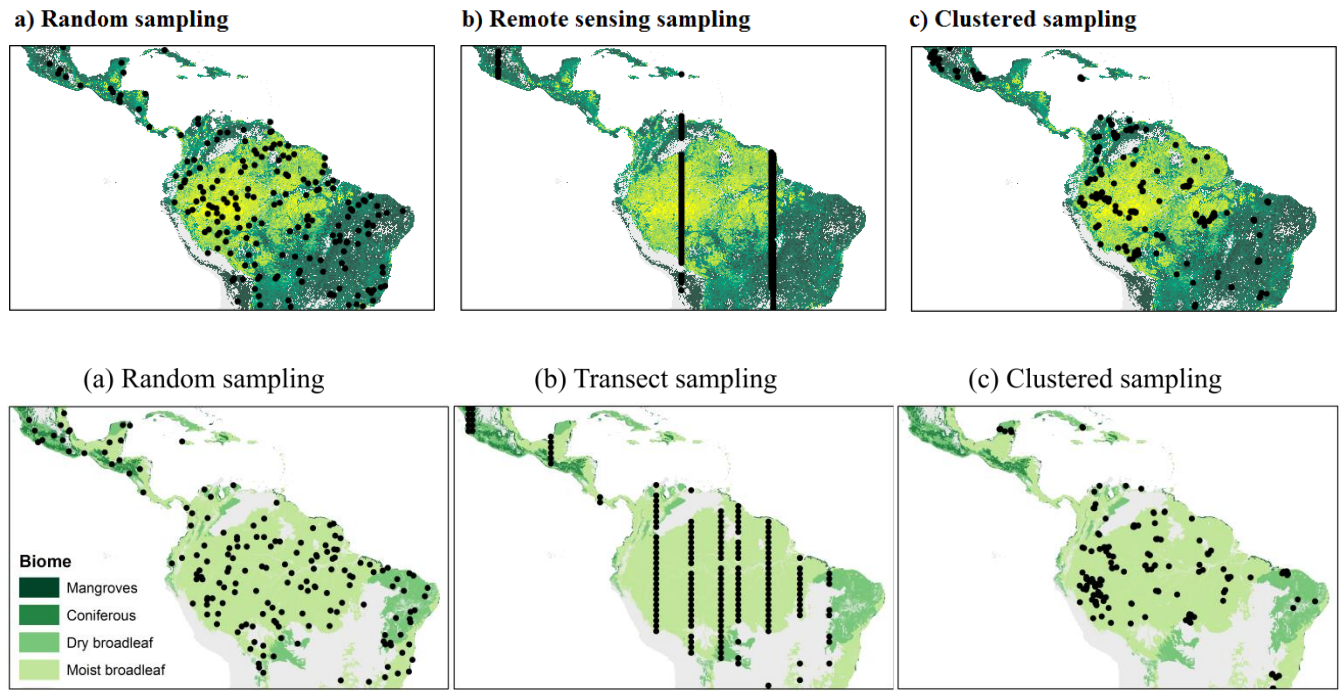 a) Random sampling
b) Remote sensing sampling
c) Clustered sampling
(a) Random sampling
(b) Transect sampling
(c) Clustered sampling
Biome
Mangroves
Coniferous
Dry broadleaf
Moist broadleaf